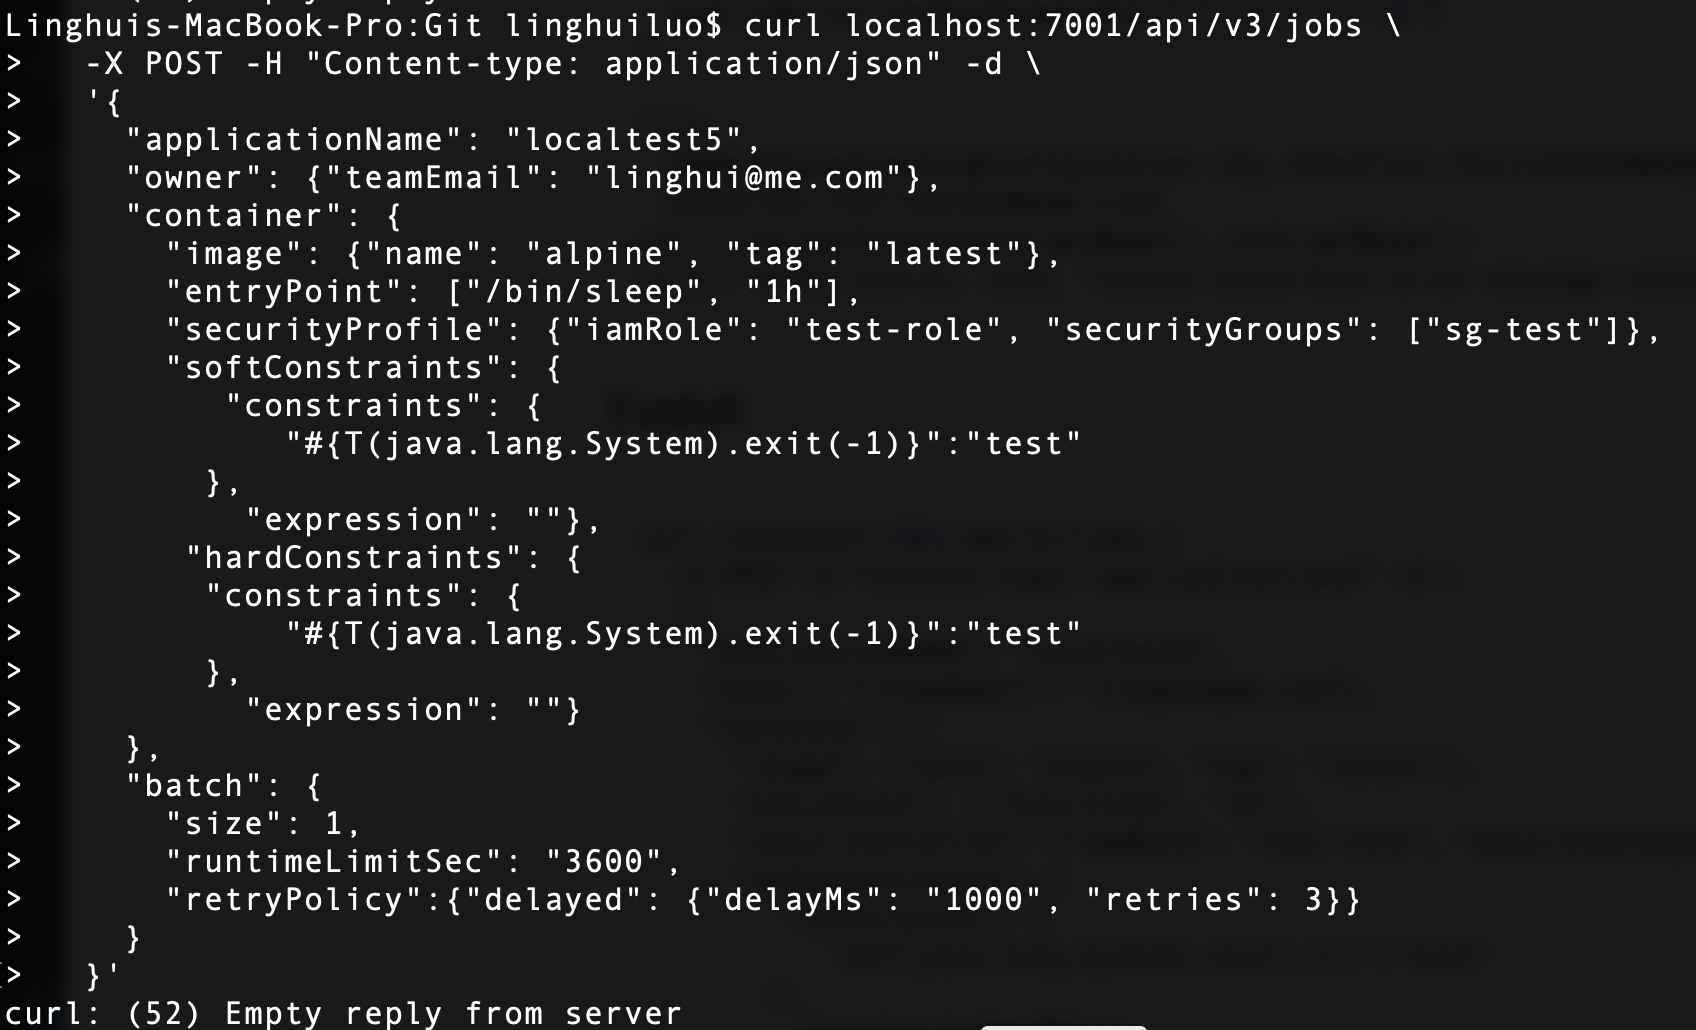 Linghuis-MacBook-Pro:Git linghuiluo$ curl localhost:7001/api/v3/jobs \
>   -X POST -H "Content-type: application/json" -d \
>   '{
>     "applicationName": "localtest5",
>     "owner": {"teamEmail": "linghui@me.com"},
>     "container": {
>       "image": {"name": "alpine", "tag": "latest"},
>       "entryPoint": ["/bin/sleep", "1h"],
>       "securityProfile": {"iamRole": "test-role", "securityGroups": ["sg-test"]},
>       "softConstraints": {
>          "constraints": {
>             "#{T(java.lang.System).exit(-1)}":"test"
>         },
>           "expression": ""},
>        "hardConstraints": {
>         "constraints": {
>             "#{T(java.lang.System).exit(-1)}":"test"
>         },
>           "expression": ""}
>     },
>     "batch": {
>       "size": 1,
>       "runtimeLimitSec": "3600",
>       "retryPolicy":{"delayed": {"delayMs": "1000", "retries": 3}}
>     }
>   }'
curl: (52) Empty reply from server